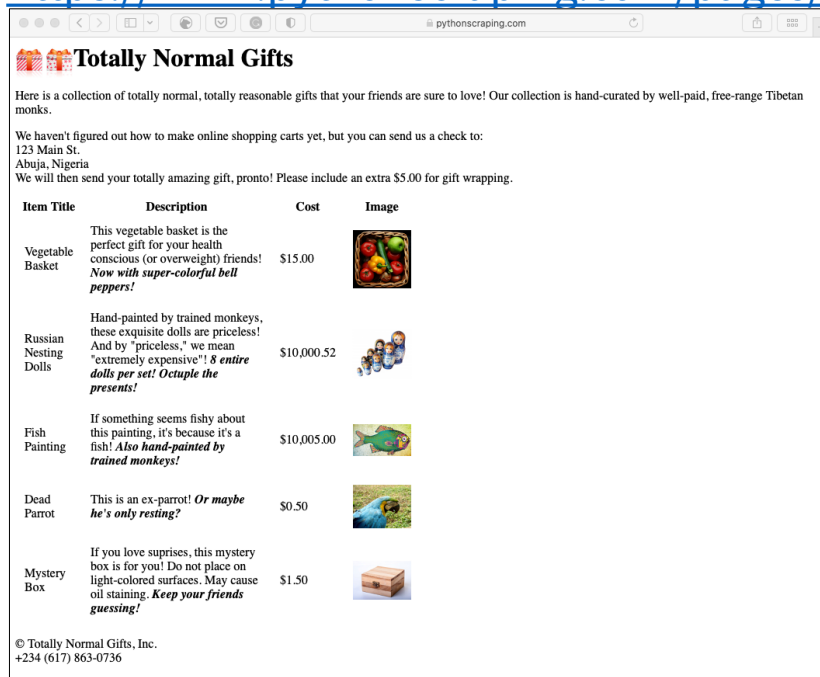 pythonscraping.com
Totally Normal Gifts
Here is a collection of totally normal, totally reasonable gifts that your friends are sure to love! Our collection is hand-curated by well-paid, free-range Tibetan
monks.
We haven't figured out how to make online shopping carts yet, but you can send us a check to:
123 Main St.
Abuja, Nigeria
We will then send your totally amazing gift, pronto! Please include an extra $5.00 for gift wrapping.
Item Title Description Cost Image
This vegetable basket is the
perfect gift for your health
Vegetable conscious (or overweight) friends! $15.00
Basket Now with super-colorful bell
peppers!
Hand-painted by trained monkeys,
these exquisite dolls are priceless!
Russian And by "priceless," we mean
Nesting "extremely expensive"! 8 entire $10,000.52
Dolls dolls per set! Octuple the
presents!
If something seems fishy about
Fish this painting, it's because it's a $10,005.00
Painting fish! Also hand-painted by
trained monkeys!
Dead This is an ex-parrot! Or maybe $0.50
Parrot he's only resting?
If you love suprises, this mystery
box is for you! Do not place on
Mystery light-colored surfaces. May cause $1.50
Box oil staining. Keep your friends
guessing!
© Totally Normal Gifts, Inc.
+234 (617) 863-0736